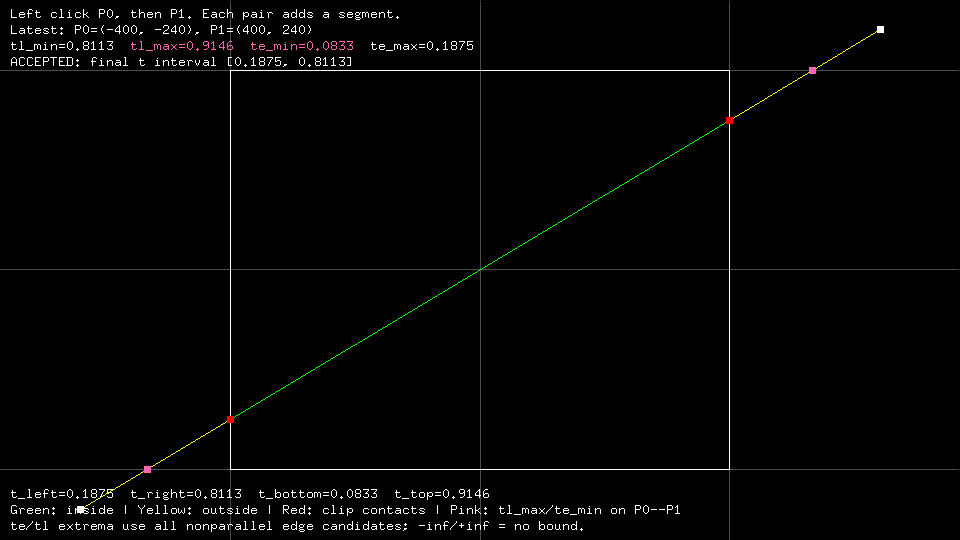 Left click P0, then P1. Each pair adds a segment.
Latest: P0=(-400, -240), P1=(400, 240)
tl_min=0.8113  tl_max=0.9146  te_min=0.0833  te_max=0.1875
ACCEPTED: final t interval [0.1875, 0.8113]
t_left=0.1875  t_right=0.8113  t_bottom=0.0833  t_top=0.9146
Green: inside | Yellow: outside | Red: clip contacts | Pink: tl_max/te_min on P0--P1
te/tl extrema use all nonparallel edge candidates; -inf/+inf = no bound.